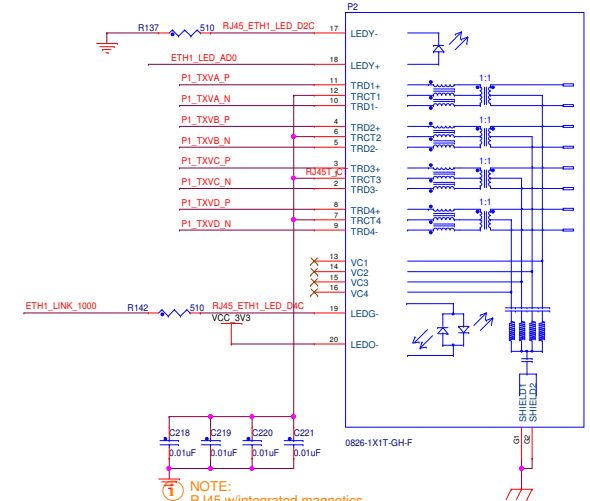 P2
R137 510 RJ45_ETH1_LED_D2C 17 LEDY-
ETH1_LED_AD0 18 LEDY+
P1_TXVA_P 11 TRD1+ 1:1
12 TRCT1
P1_TXVA_N 10 TRD1-
P1_TXVB_P 4 TRD2+ 1:1
6 TRCT2
P1_TXVB_N 5 TRD2-
P1_TXVC_P 3 TRD3+ 1:1
TRCT3
P1_TXVC_N 2 TRD3-
P1_TXVD_P 8 TRD4+ 1:1
7 TRCT4
P1_TXVD_N 9 TRD4-
13 VC1
14 VC2
15 VC3
16 VC4
ETH1_LINK_1000 R142 510 RJ45_ETH1_LED_D4C 19 LEDG-
VCC_3V3
20 LEDO-
SHIELD1
SHIELD2
G1
G2
C218 C219 C220 C221
0.01uF 0.01uF 0.01uF 0.01uF
0826-1X1T-GH-F
NOTE:
RJ45 w/integrated magnetics